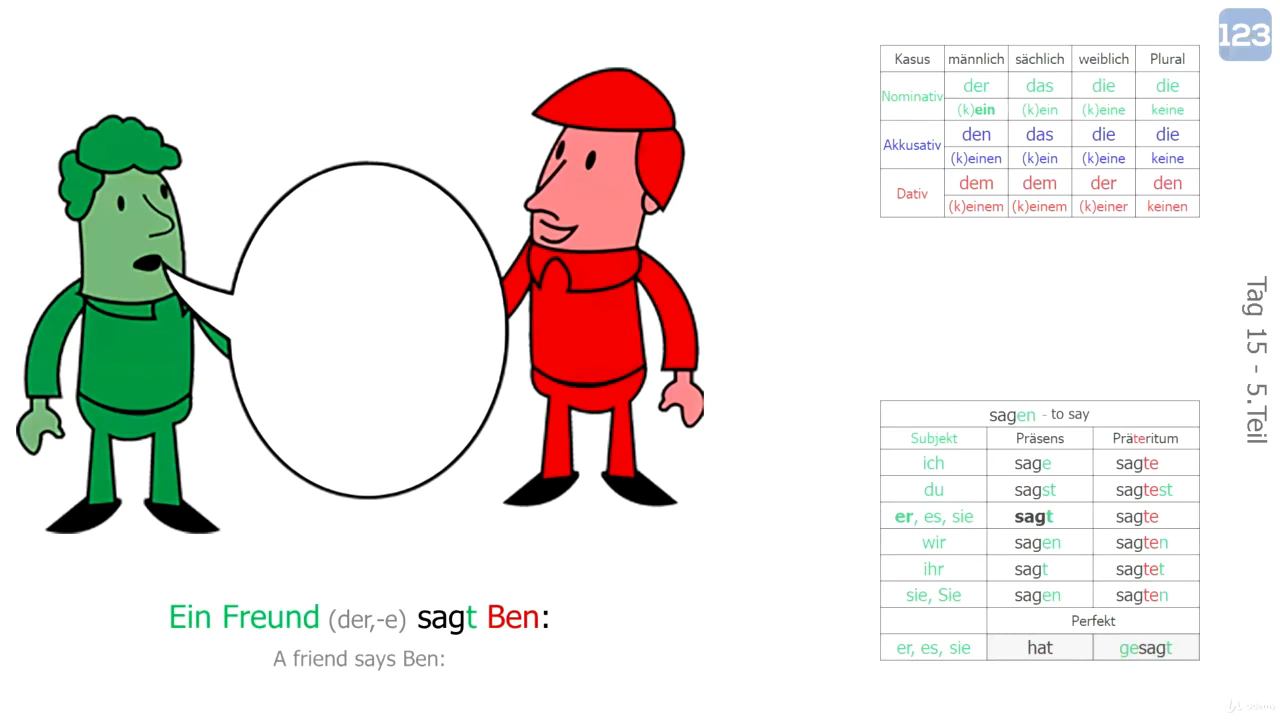 123
Kasus männlich sächlich weiblich Plural
Nominativ der das die die
(k)ein (k)ein (k)eine keine
Akkusativ den das die die
(k)einen (k)ein (k)eine keine
Dativ dem dem der den
(k)einem (k)einem (k)einer keinen
Tag 15 - 5.Teil
sagen - to say
Subjekt Präsens Präteritum
ich sage sagte
du sagst sagtest
er, es, sie sagt sagte
wir sagen sagten
ihr sagt sagtet
sie, Sie sagen sagten
Perfekt
er, es, sie hat gesagt
Ein Freund (der,-e) sagt Ben:
A friend says Ben: